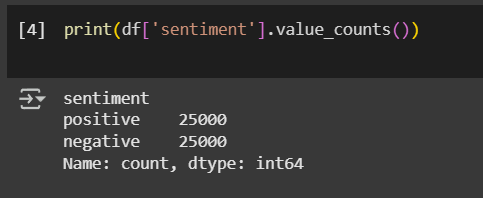 [4] print(df['sentiment'].value_counts())
sentiment
positive    25000
negative    25000
Name: count, dtype: int64